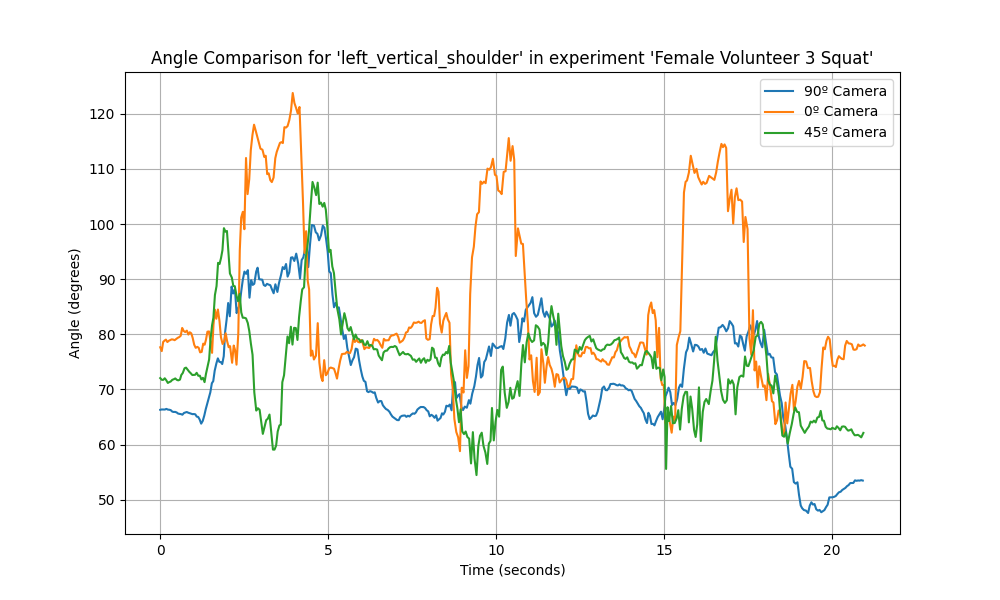 Angle Comparison for 'left_vertical_shoulder' in experiment 'Female Volunteer 3 Squat'
90º Camera
0º Camera
45º Camera
120
110
100
90
80
70
60
50
Angle (degrees)
0 5 10 15 20
Time (seconds)